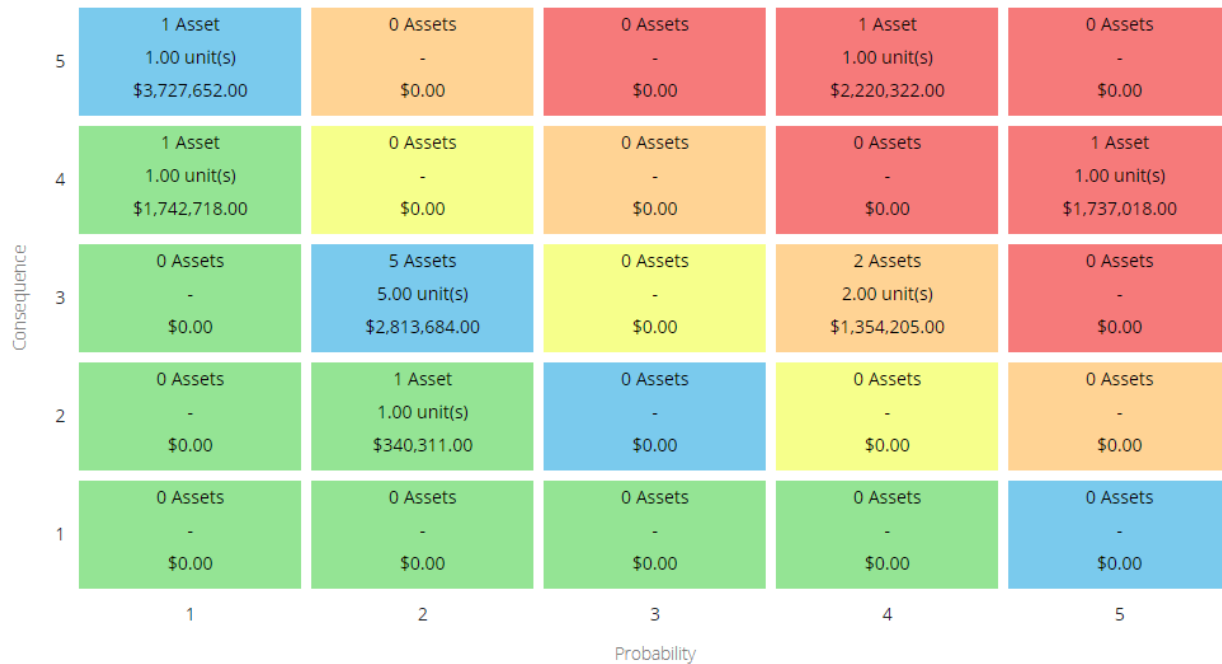 1 Asset 0 Assets 0 Assets 1 Asset 0 Assets
5 1.00 unit(s) - - 1.00 unit(s) -
$3,727,652.00 $0.00 $0.00 $2,220,322.00 $0.00
1 Asset 0 Assets 0 Assets 0 Assets 1 Asset
4 1.00 unit(s) - - - 1.00 unit(s)
$1,742,718.00 $0.00 $0.00 $0.00 $1,737,018.00
Consequence
0 Assets 5 Assets 0 Assets 2 Assets 0 Assets
3 - 5.00 unit(s) - 2.00 unit(s) -
$0.00 $2,813,684.00 $0.00 $1,354,205.00 $0.00
0 Assets 1 Asset 0 Assets 0 Assets 0 Assets
2 - 1.00 unit(s) - - -
$0.00 $340,311.00 $0.00 $0.00 $0.00
0 Assets 0 Assets 0 Assets 0 Assets 0 Assets
1 - - - - -
$0.00 $0.00 $0.00 $0.00 $0.00
1 2 3 4 5
Probability